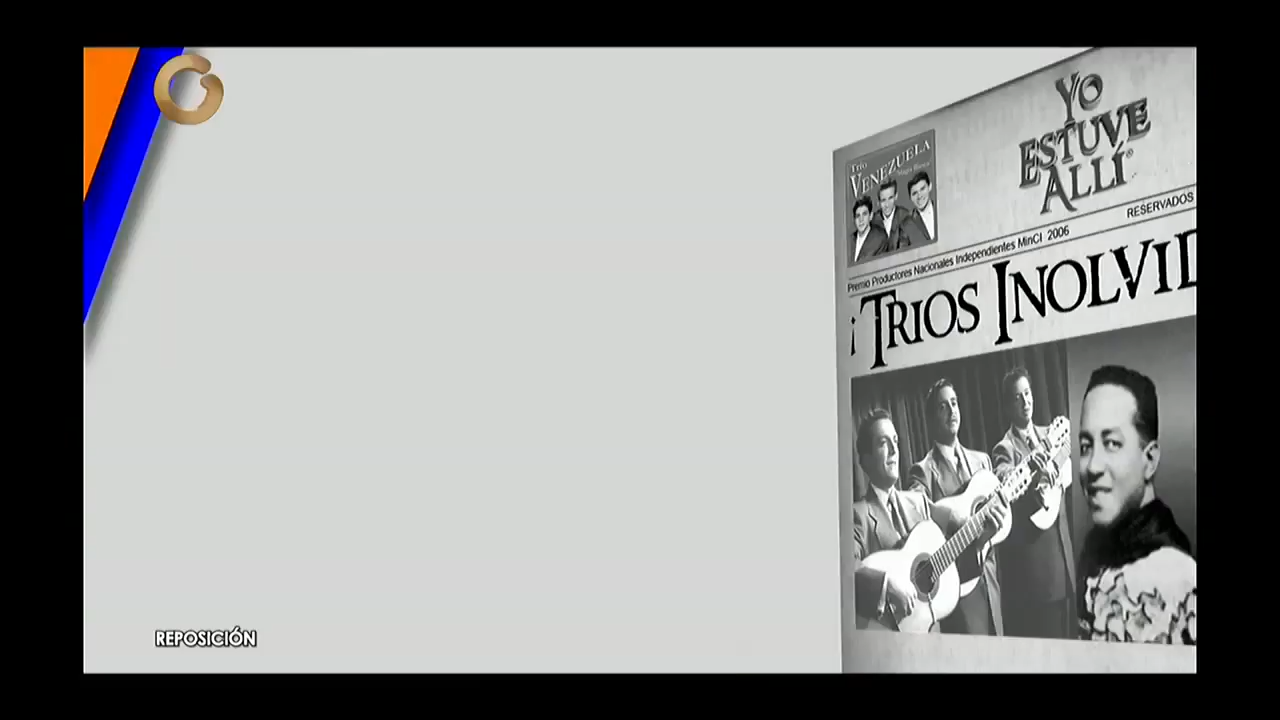 YO
ESTUVE
ALLÍ®
Trío
VENEZUELA
RESERVADOS
Premio Productores Nacionales Independientes MinCI 2006
¡TRIOS INOLVID
REPOSICIÓN